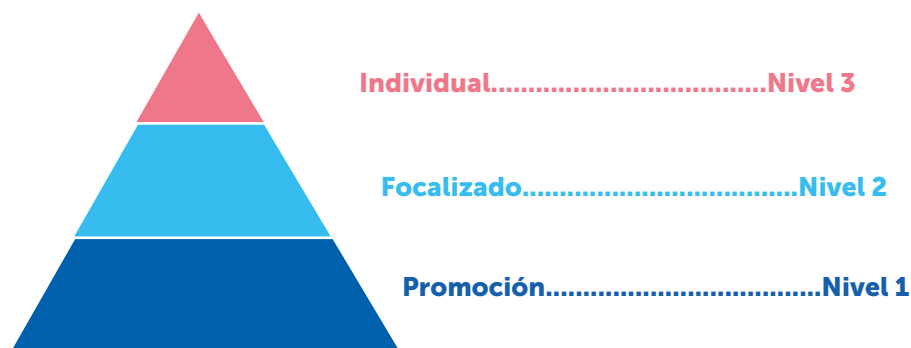 Individual.....................................Nivel 3
Focalizado.....................................Nivel 2
Promoción.....................................Nivel 1